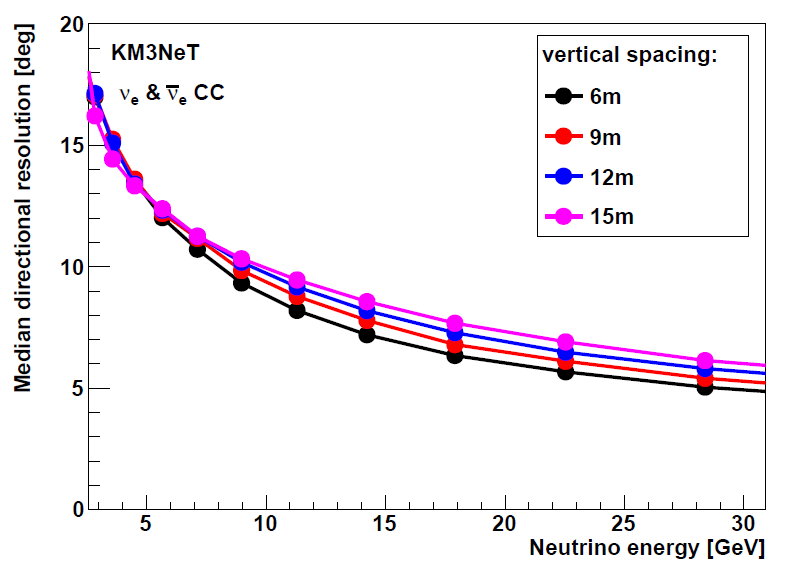 Median directional resolution [deg]
20
15
10
5
0
KM3NeT
νe & ν̅e CC
vertical spacing:
6m
9m
12m
15m
5 10 15 20 25 30
Neutrino energy [GeV]